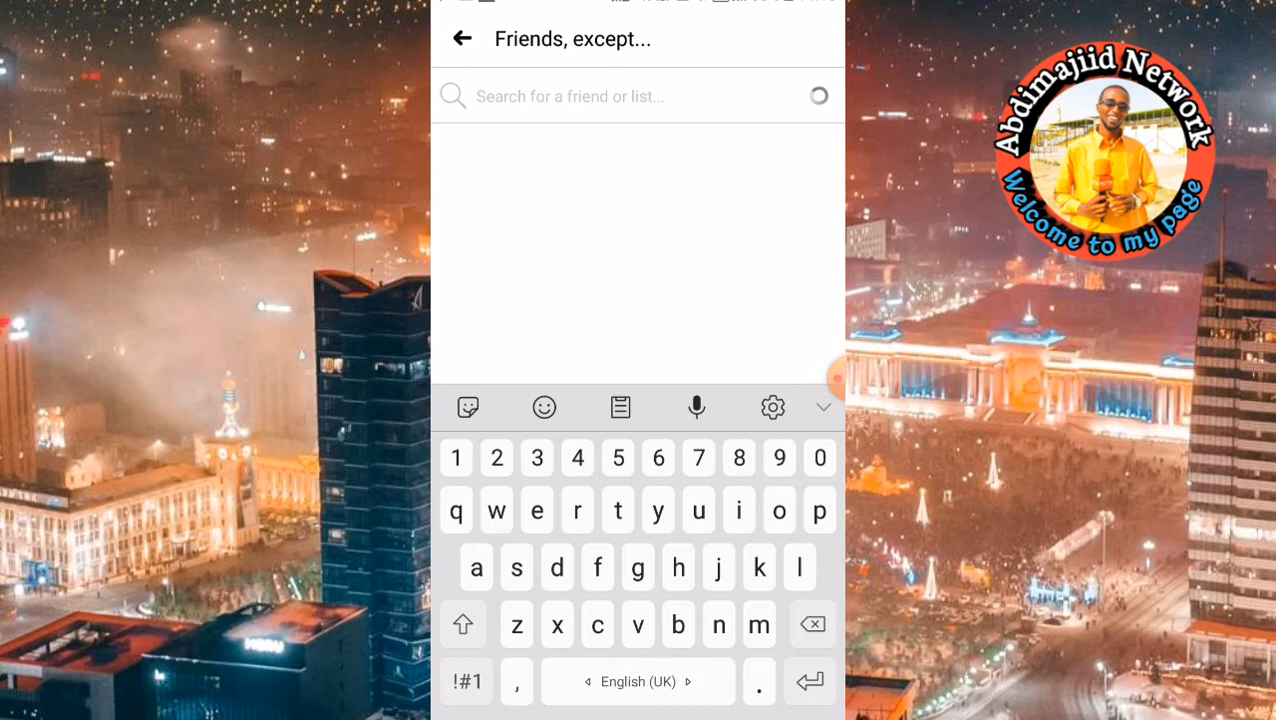 Friends, except...
Search for a friend or list...
1 2 3 4 5 6 7 8 9 0
q w e r t y u i o p
a s d f g h j k l
z x c v b n m
!#1 , English (UK) .
Abdimajiid Network
Welcome to my page